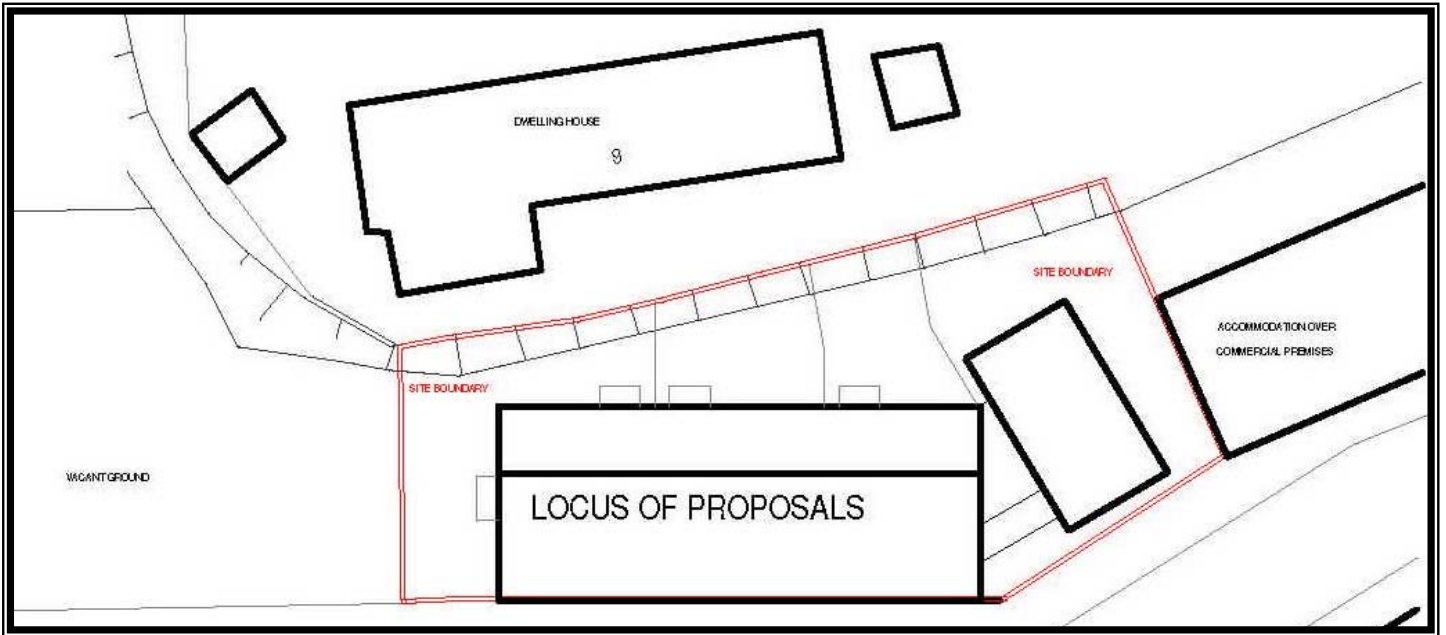 DWELLING HOUSE
9
SITE BOUNDARY
ACCOMMODATION OVER
COMMERCIAL PREMISES
SITE BOUNDARY
VACANT GROUND
LOCUS OF PROPOSALS